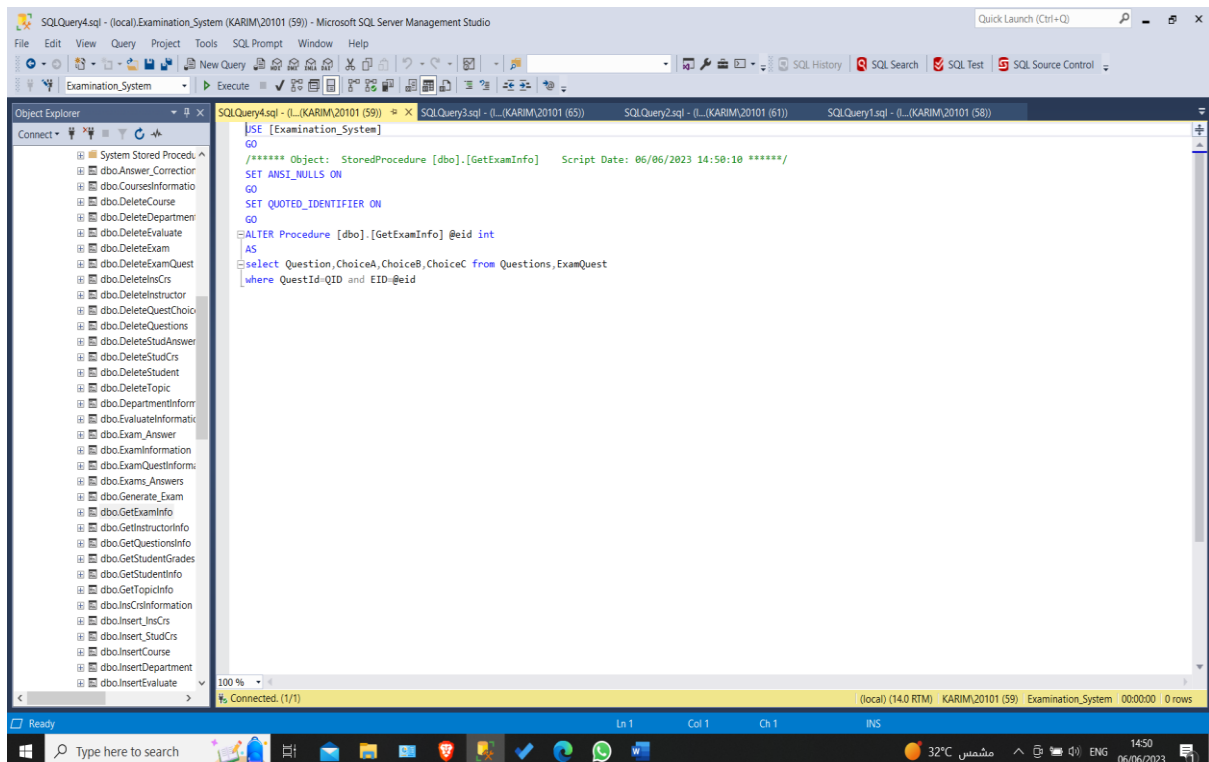 SQLQuery4.sql - (local).Examination_System (KARIM\20101 (59)) - Microsoft SQL Server Management Studio
Quick Launch (Ctrl+Q)
File Edit View Query Project Tools SQL Prompt Window Help
New Query
SQL History SQL Search SQL Test SQL Source Control
Examination_System Execute
Object Explorer
SQLQuery4.sql - (l...(KARIM\20101 (59)) SQLQuery3.sql - (l...(KARIM\20101 (65)) SQLQuery2.sql - (l...(KARIM\20101 (61)) SQLQuery1.sql - (l...(KARIM\20101 (58))
Connect
System Stored Procedu
dbo.Answer_Correction
dbo.CoursesInformatio
dbo.DeleteCourse
dbo.DeleteDepartment
dbo.DeleteEvaluate
dbo.DeleteExam
dbo.DeleteExamQuest
dbo.DeleteInsCrs
dbo.DeleteInstructor
dbo.DeleteQuestChoic
dbo.DeleteQuestions
dbo.DeleteStudAnswer
dbo.DeleteStudCrs
dbo.DeleteStudent
dbo.DeleteTopic
dbo.DepartmentInform
dbo.EvaluateInformatic
dbo.Exam_Answer
dbo.ExamInformation
dbo.ExamQuestInforma
dbo.Exams_Answers
dbo.Generate_Exam
dbo.GetExamInfo
dbo.GetInstructorInfo
dbo.GetQuestionsInfo
dbo.GetStudentGrades
dbo.GetStudentInfo
dbo.GetTopicInfo
dbo.InsCrsInformation
dbo.Insert_InsCrs
dbo.Insert_StudCrs
dbo.InsertCourse
dbo.InsertDepartment
dbo.InsertEvaluate
USE [Examination_System]
GO
/****** Object: StoredProcedure [dbo].[GetExamInfo] Script Date: 06/06/2023 14:50:10 ******/
SET ANSI_NULLS ON
GO
SET QUOTED_IDENTIFIER ON
GO
ALTER Procedure [dbo].[GetExamInfo] @eid int
AS
select Question,ChoiceA,ChoiceB,ChoiceC from Questions,ExamQuest
where QuestId=QID and EID=@eid
100 %
Connected. (1/1)
(local) (14.0 RTM) KARIM\20101 (59) Examination_System 00:00:00 0 rows
Ready
Ln 1 Col 1 Ch 1 INS
Type here to search
32°C مشمس ENG
14:50
06/06/2023